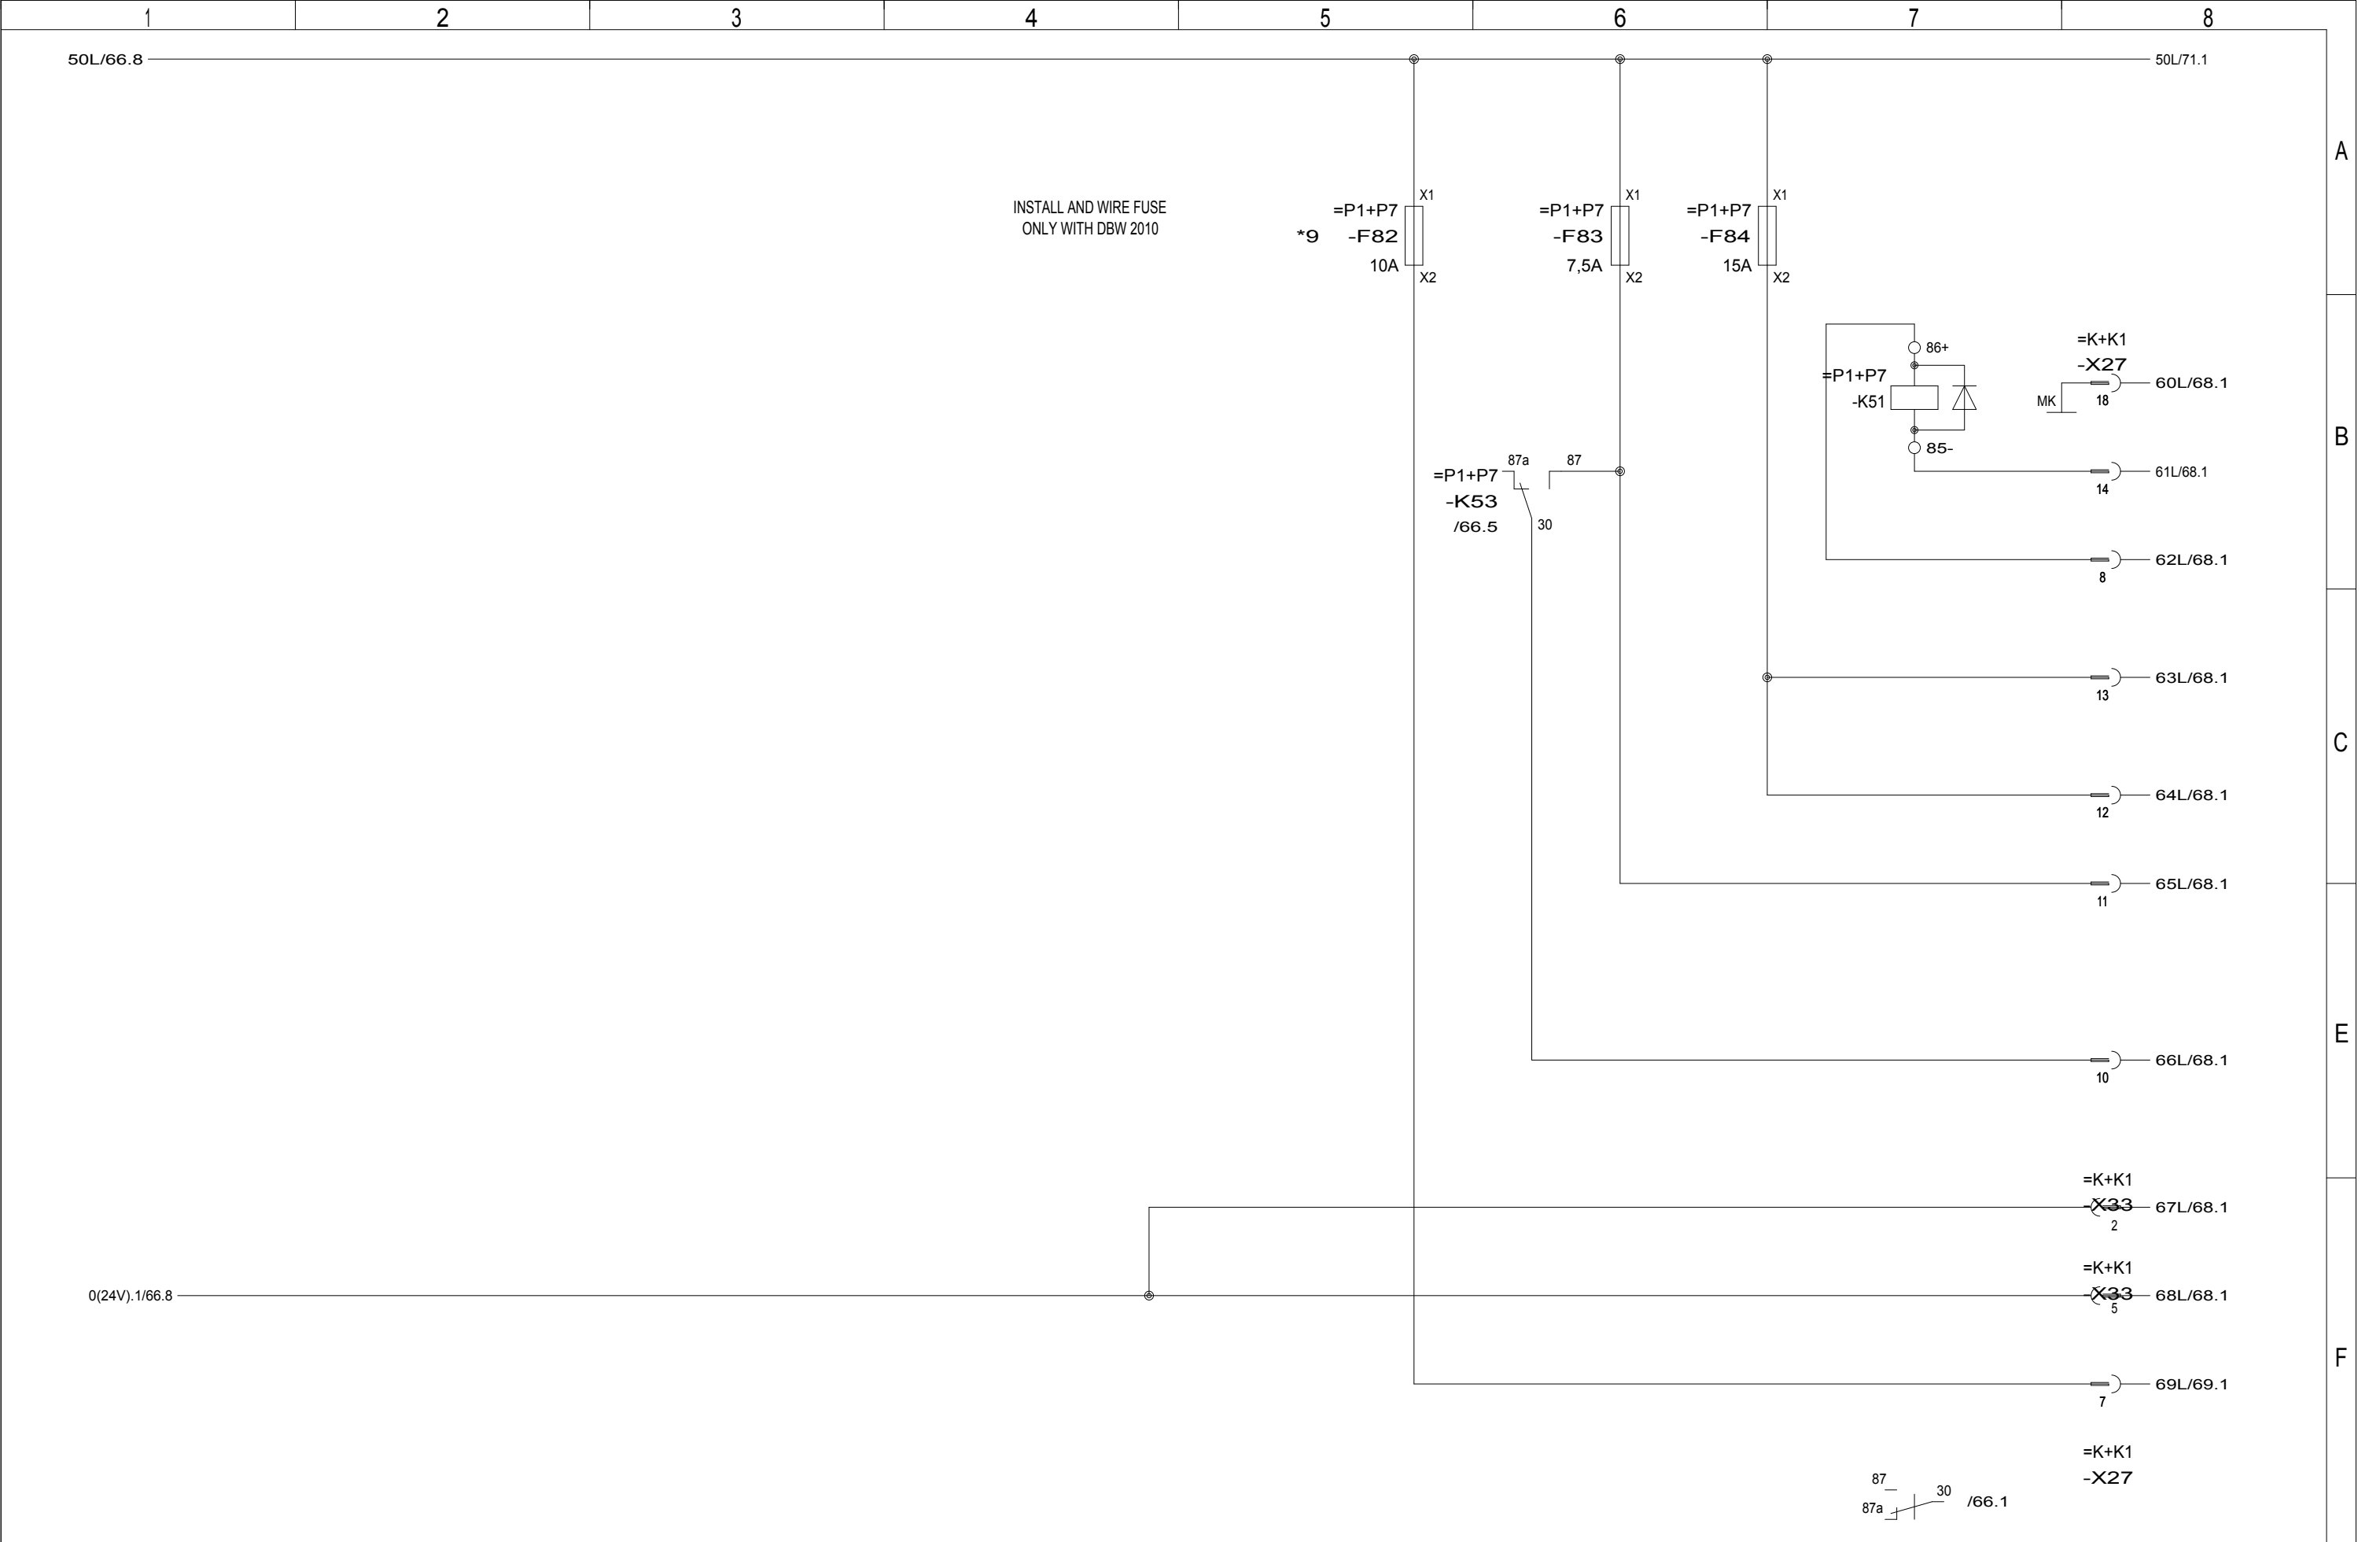 1 2 3 4 5 6 7 8
50L/66.8
50L/71.1
A
INSTALL AND WIRE FUSE
ONLY WITH DBW 2010
X1
=P1+P7
*9 -F82
10A
X2
X1
=P1+P7
-F83
7,5A
X2
X1
=P1+P7
-F84
15A
X2
86+
=P1+P7
-K51
85-
=K+K1
-X27
MK
18
60L/68.1
B
87a
87
=P1+P7
-K53
/66.5
30
14
61L/68.1
8
62L/68.1
13
63L/68.1
C
12
64L/68.1
11
65L/68.1
E
10
66L/68.1
=K+K1
-X33
2
67L/68.1
=K+K1
0(24V).1/66.8
-X33
5
68L/68.1
F
7
69L/69.1
=K+K1
-X27
87
30
/66.1
87a